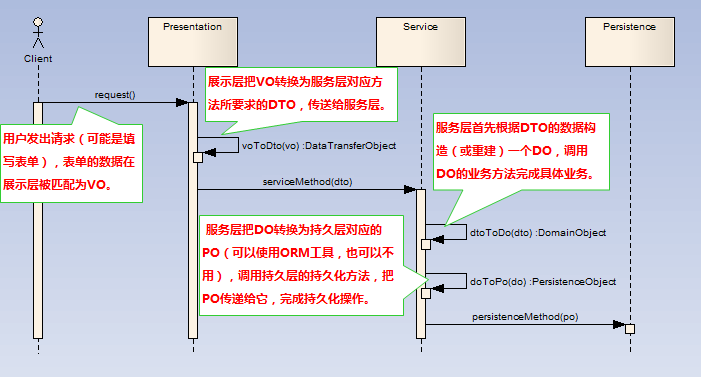 Presentation
Service
Persistence
Client
request()
展示层把VO转换为服务层对应方
法所要求的DTO，传送给服务层。
用户发出请求（可能是填
写表单），表单的数据在
展示层被匹配为VO。
voToDto(vo) :DataTransferObject
服务层首先根据DTO的数据构
造（或重建）一个DO，调用
DO的业务方法完成具体业务。
serviceMethod(dto)
dtoToDo(dto) :DomainObject
服务层把DO转换为持久层对应的
PO（可以使用ORM工具，也可以不
用），调用持久层的持久化方法，把
PO传递给它，完成持久化操作。
doToPo(do) :PersistenceObject
persistenceMethod(po)